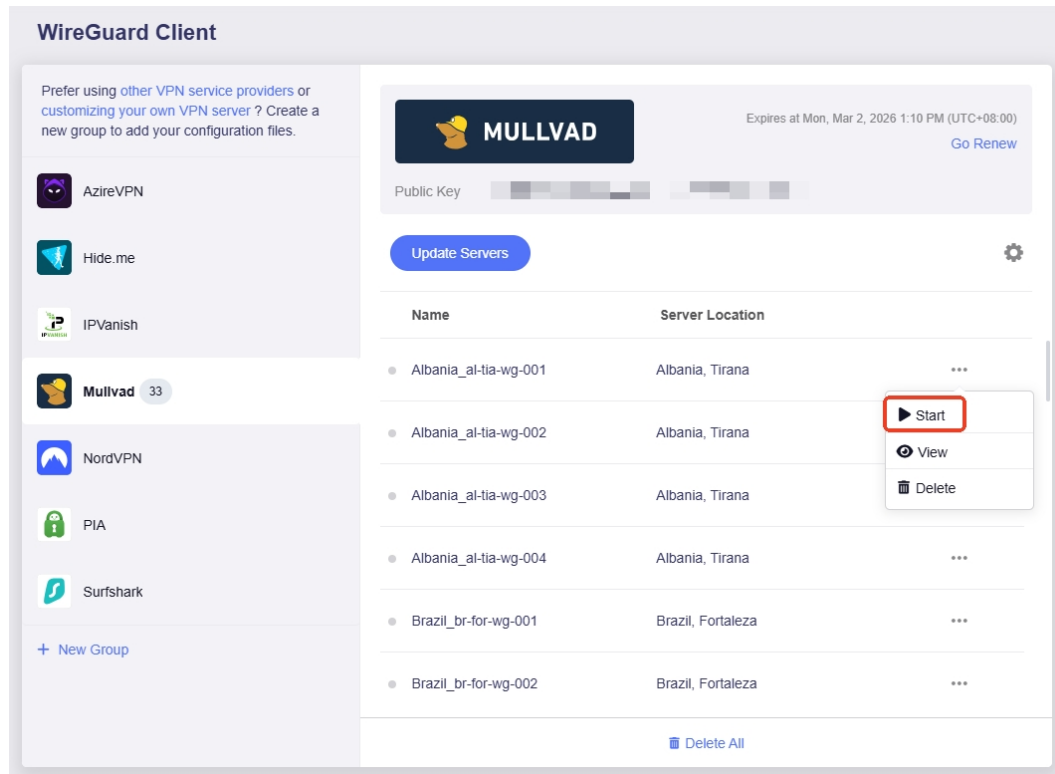 WireGuard Client
Prefer using other VPN service providers or
customizing your own VPN server ? Create a
new group to add your configuration files.
AzireVPN
Hide.me
IPVanish
Mullvad 33
NordVPN
PIA
Surfshark
+ New Group
MULLVAD
Expires at Mon, Mar 2, 2026 1:10 PM (UTC+08:00)
Go Renew
Public Key
Update Servers
Name Server Location
Albania_al-tia-wg-001 Albania, Tirana
Start
View
Delete
Albania_al-tia-wg-002 Albania, Tirana
Albania_al-tia-wg-003 Albania, Tirana
Albania_al-tia-wg-004 Albania, Tirana
Brazil_br-for-wg-001 Brazil, Fortaleza
Brazil_br-for-wg-002 Brazil, Fortaleza
Delete All